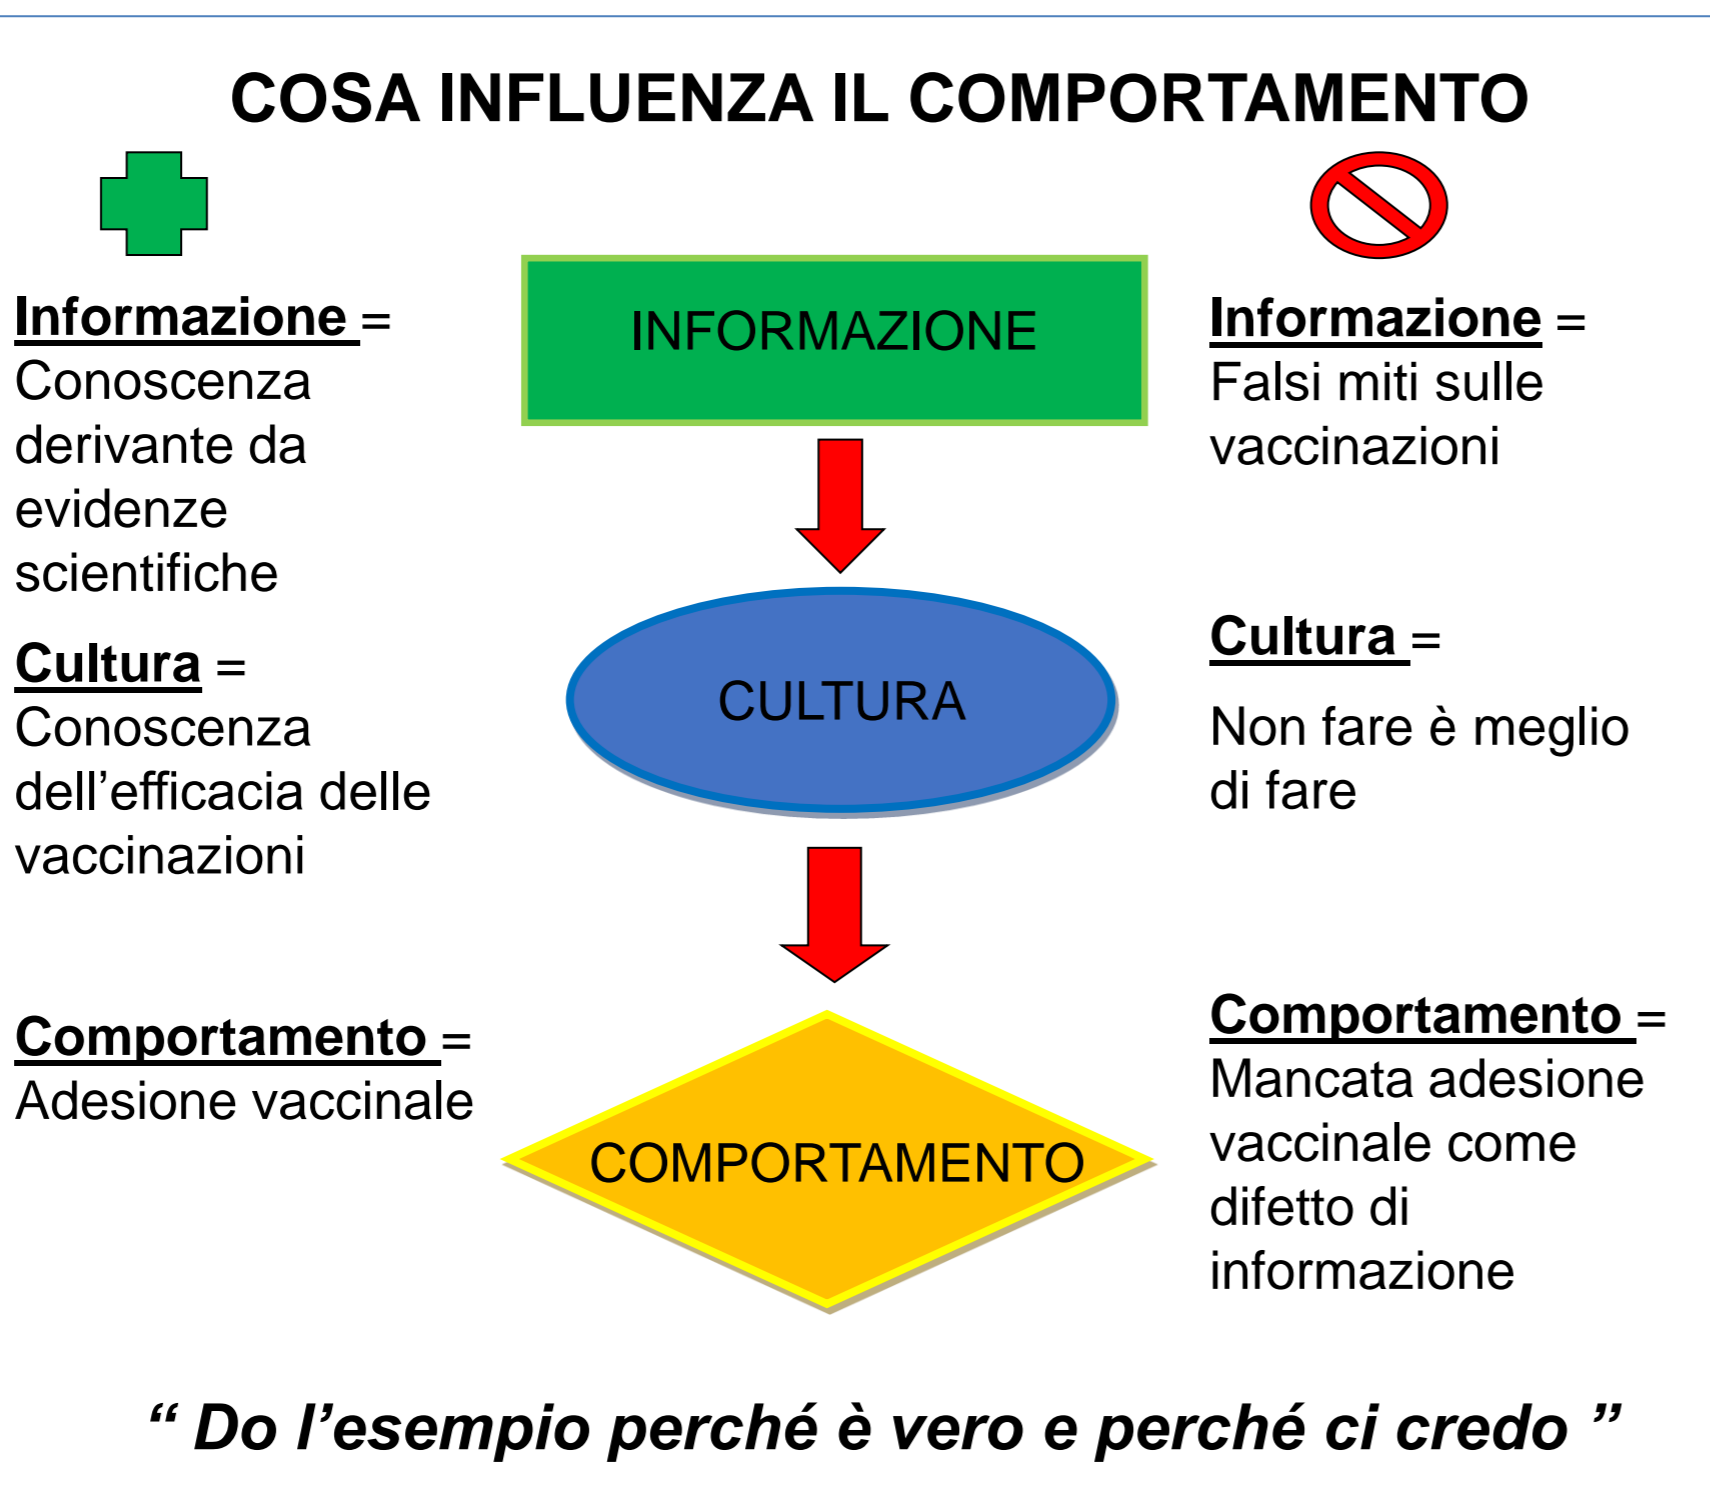 COSA INFLUENZA IL COMPORTAMENTO
Informazione =
Conoscenza
derivante da
evidenze
scientifiche
Cultura =
Conoscenza
dell’efficacia delle
vaccinazioni
Comportamento =
Adesione vaccinale
INFORMAZIONE
CULTURA
COMPORTAMENTO
Informazione =
Falsi miti sulle
vaccinazioni
Cultura =
Non fare è meglio
di fare
Comportamento =
Mancata adesione
vaccinale come
difetto di
informazione
“ Do l’esempio perché è vero e perché ci credo ”